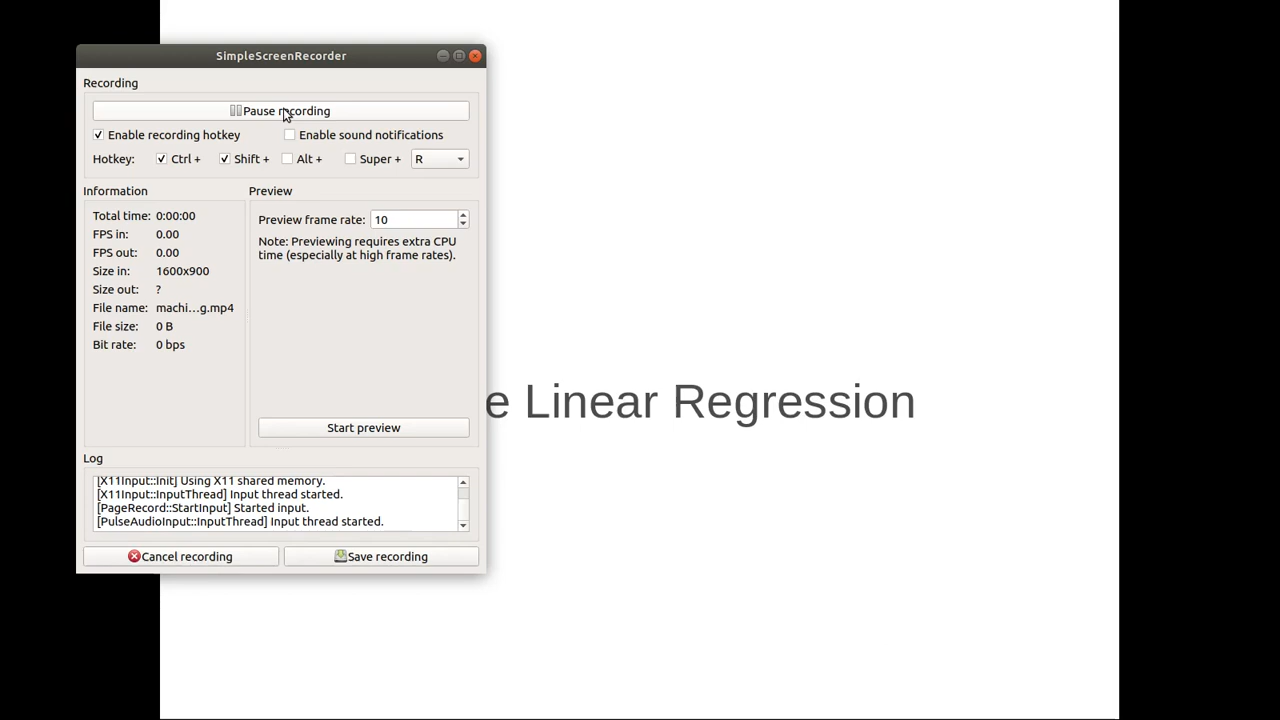 SimpleScreenRecorder
Recording
Pause recording
Enable recording hotkey
Enable sound notifications
Hotkey: Ctrl + Shift + Alt + Super + R
Information
Total time: 0:00:00
FPS in: 0.00
FPS out: 0.00
Size in: 1600x900
Size out: ?
File name: machi...g.mp4
File size: 0 B
Bit rate: 0 bps
Preview
Preview frame rate: 10
Note: Previewing requires extra CPU
time (especially at high frame rates).
Start preview
e Linear Regression
Log
[X11Input::Init] Using X11 shared memory.
[X11Input::InputThread] Input thread started.
[PageRecord::StartInput] Started input.
[PulseAudioInput::InputThread] Input thread started.
Cancel recording
Save recording